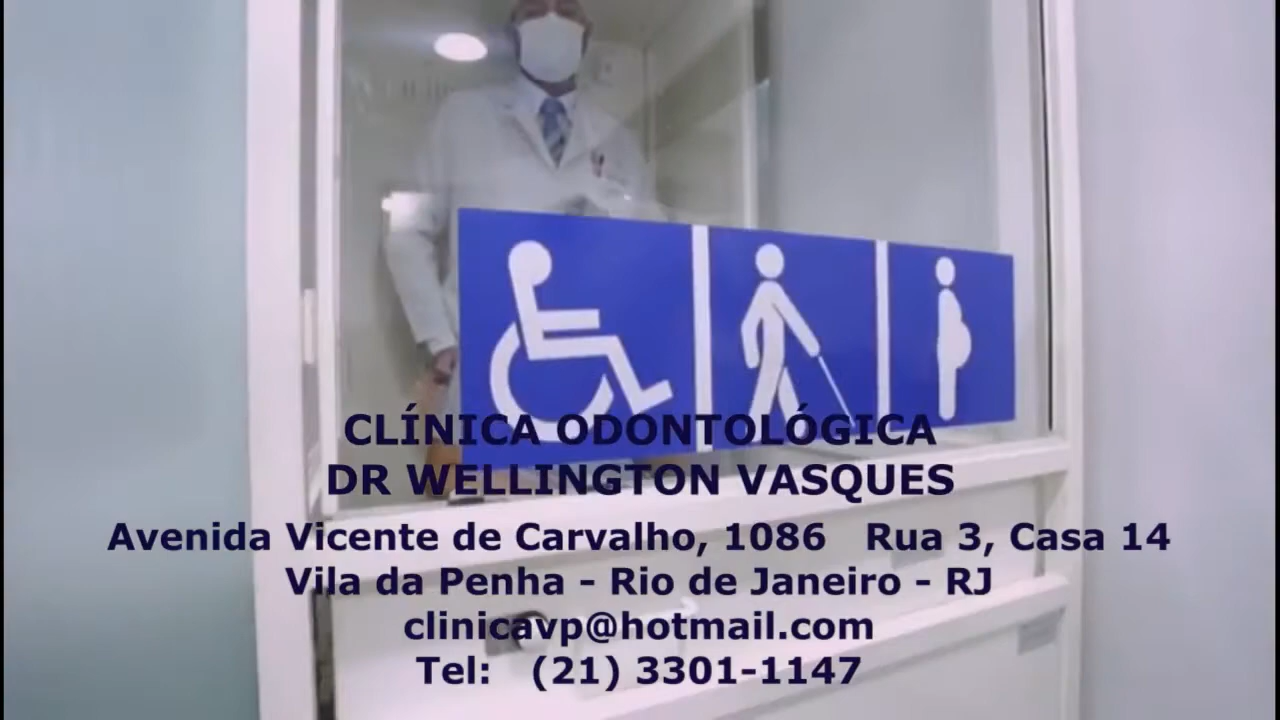 CLÍNICA ODONTOLÓGICA
DR WELLINGTON VASQUES
Avenida Vicente de Carvalho, 1086 Rua 3, Casa 14
Vila da Penha - Rio de Janeiro - RJ
clinicavp@hotmail.com
Tel: (21) 3301-1147